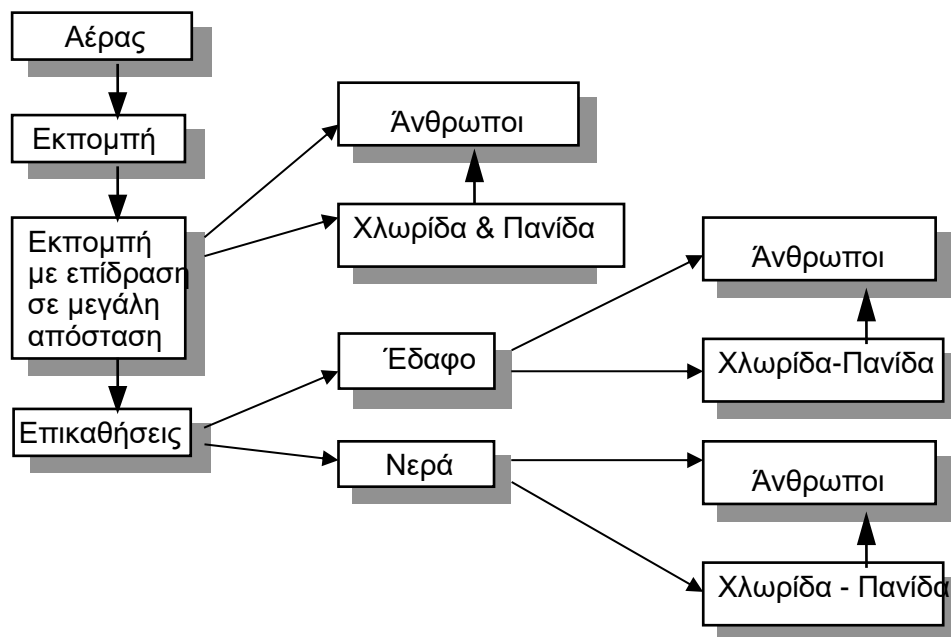 Αέρας
Εκπομπή
Εκπομπή
με επίδραση
σε μεγάλη
απόσταση
Επικαθήσεις
Άνθρωποι
Χλωρίδα & Πανίδα
Έδαφο
Νερά
Άνθρωποι
Χλωρίδα-Πανίδα
Άνθρωποι
Χλωρίδα - Πανίδα